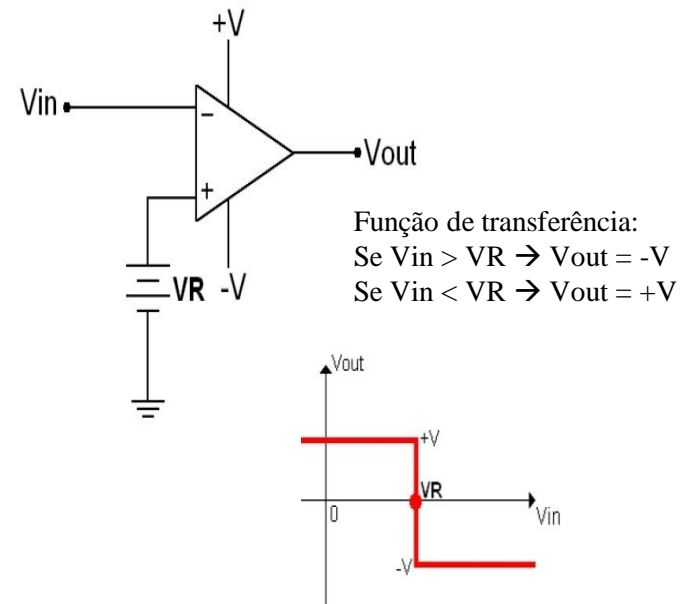 +V
Vin
−
Vout
+
VR -V
Função de transferência:
Se Vin > VR → Vout = -V
Se Vin < VR → Vout = +V
Vout
+V
VR
0
Vin
-V